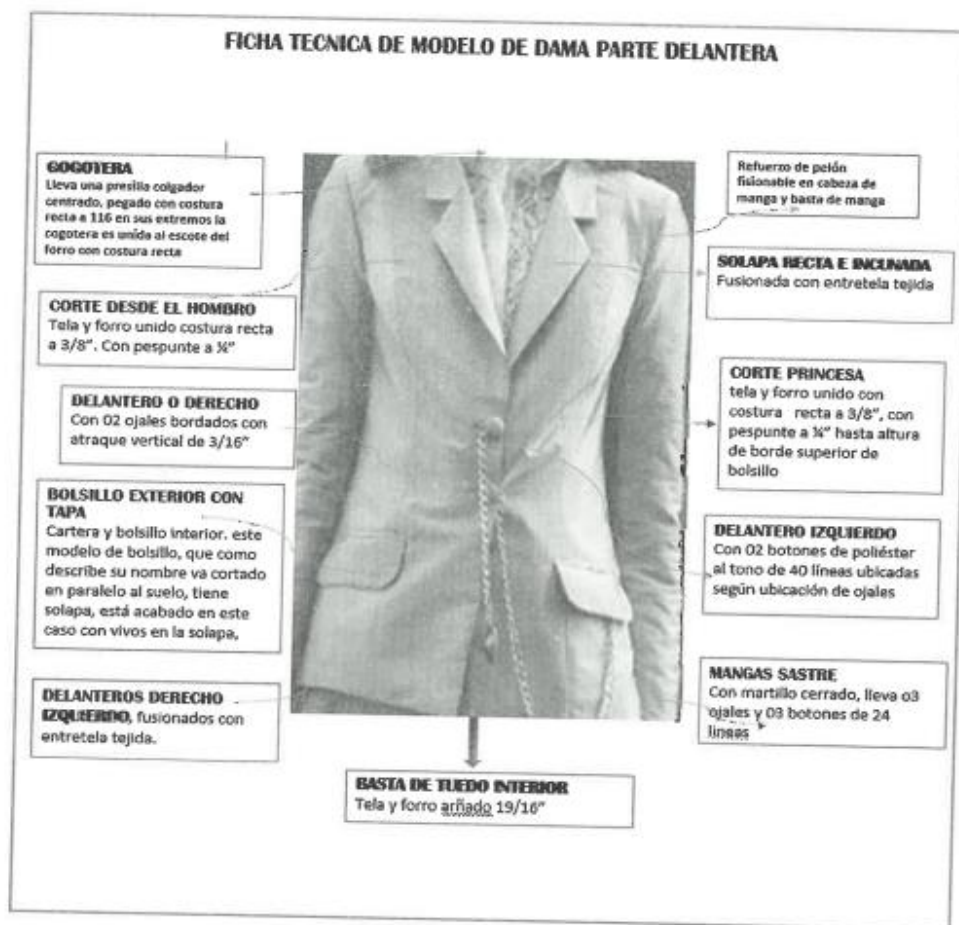 FICHA TECNICA DE MODELO DE DAMA PARTE DELANTERA
GOGOTERA
Lleva una presilla colgador
centrado, pegado con costura
recta a 116 en sus extremos la
cogotera es unida al escote del
forro con costura recta
CORTE DESDE EL HOMBRO
Tela y forro unido costura recta
a 3/8”. Con pespunte a ¼”
DELANTERO O DERECHO
Con 02 ojales bordados con
atraque vertical de 3/16”
BOLSILLO EXTERIOR CON
TAPA
Cartera y bolsillo interior. este
modelo de bolsillo, que como
describe su nombre va cortado
en paralelo al suelo, tiene
solapa, está acabado en este
caso con vivos en la solapa,
DELANTEROS DERECHO
IZQUIERDO, fusionados con
entretela tejida.
Refuerzo de pelón
fisionable en cabeza de
manga y basta de manga
SOLAPA RECTA E INCUNADA
Fusionada con entretela tejida
CORTE PRINCESA
tela y forro unido con
costura recta a 3/8”, con
pespunte a ¼” hasta altura
de borde superior de
bolsillo
DELANTERO IZQUIERDO
Con 02 botones de poliéster
al tono de 40 líneas ubicadas
según ubicación de ojales
MANGAS SASTRE
Con martillo cerrado, lleva o3
ojales y 03 botones de 24
lineas
BASTA DE TUEDO INTERIOR
Tela y forro arñado 19/16”